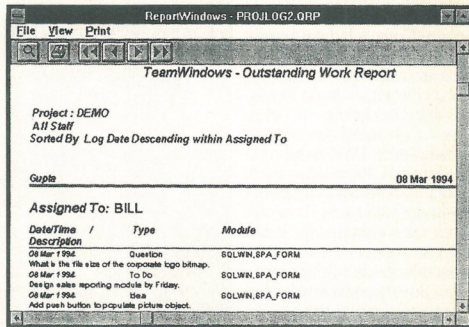 ReportWindows - PROJLOG2.QRP
File View Print
TeamWindows - Outstanding Work Report
Project : DEMO
All Staff
Sorted By Log Date Descending within Assigned To
Gupta 08 Mar 1994
Assigned To: BILL
Date/Time / Type Module
Description
08 Mar 1994 Question SQLWIN,SPA_FORM
What is the file size of the corporate logo bitmap.
08 Mar 1994 To Do SQLWIN,SPA_FORM
Design sales reporting module by Friday.
08 Mar 1994 Idea SQLWIN,SPA_FORM
Add push button to populate picture object.